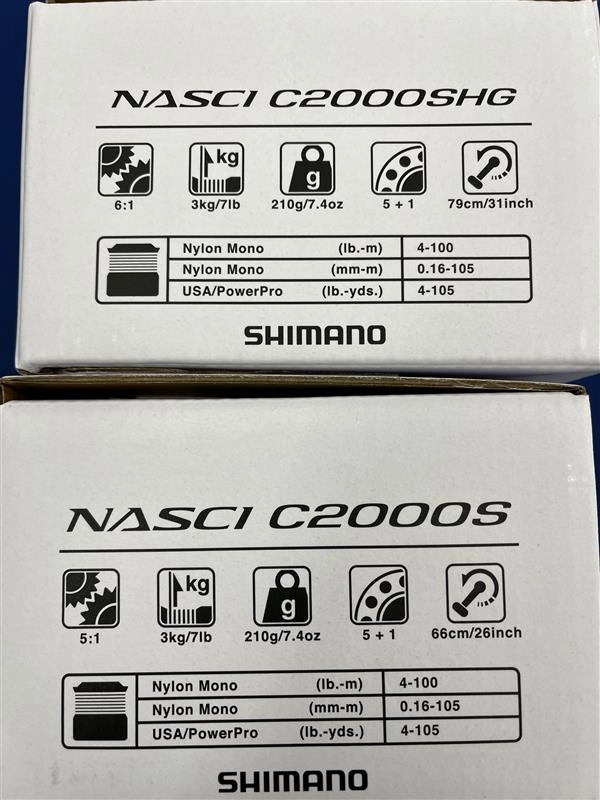 NASCI C2000SHG
kg
g
6:1 3kg/7lb 210g/7.4oz 5 + 1 79cm/31inch
Nylon Mono (lb.-m) 4-100
Nylon Mono (mm-m) 0.16-105
USA/PowerPro (lb.-yds.) 4-105
SHIMANO
NASCI C2000S
kg
g
5:1 3kg/7lb 210g/7.4oz 5 + 1 66cm/26inch
Nylon Mono (lb.-m) 4-100
Nylon Mono (mm-m) 0.16-105
USA/PowerPro (lb.-yds.) 4-105
SHIMANO